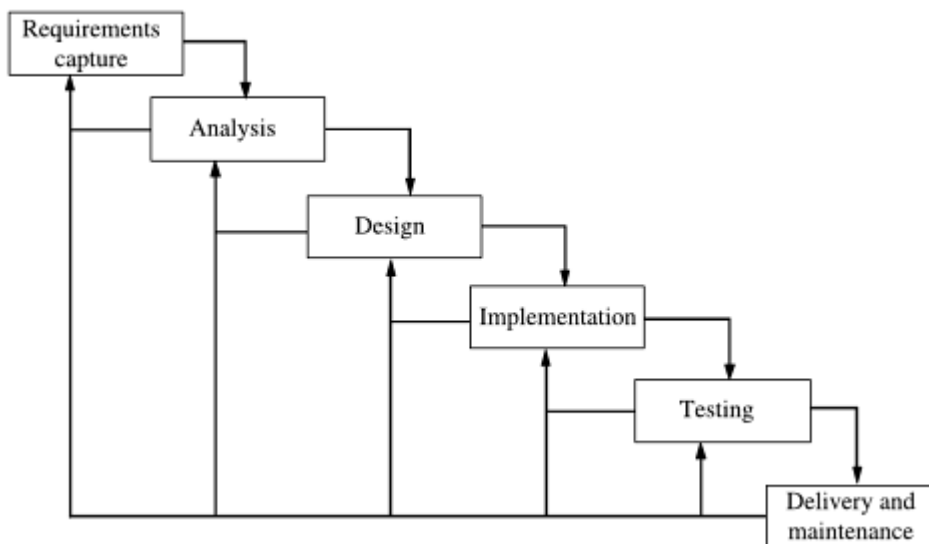 Requirements
capture
Analysis
Design
Implementation
Testing
Delivery and
maintenance